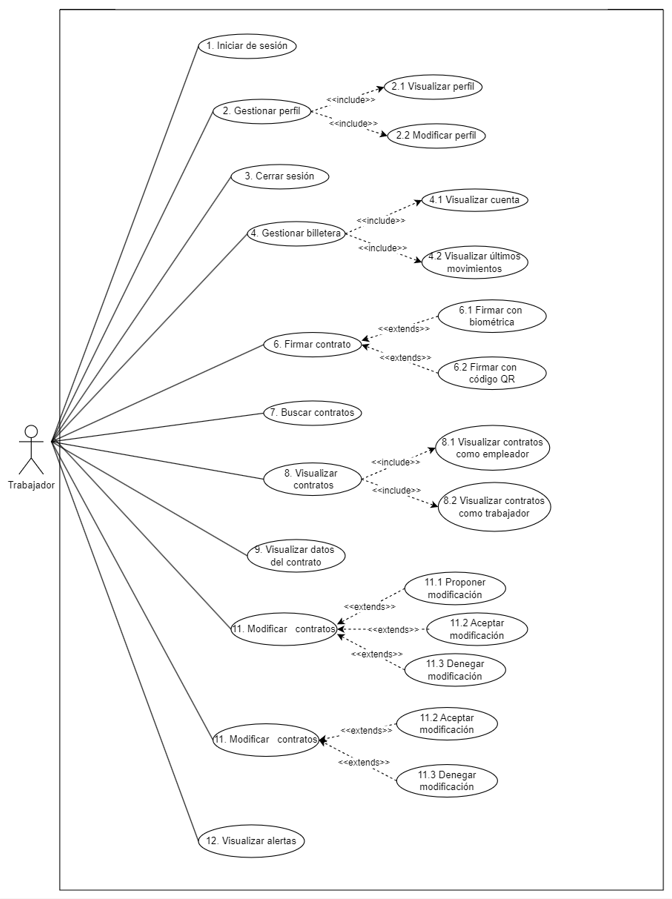 1. Iniciar de sesión
2. Gestionar perfil
<<include>>
2.1 Visualizar perfil
<<include>>
2.2 Modificar perfil
3. Cerrar sesión
4. Gestionar billetera
<<include>>
4.1 Visualizar cuenta
<<include>>
4.2 Visualizar últimos
movimientos
6. Firmar contrato
<<extends>>
6.1 Firmar con
biométrica
<<extends>>
6.2 Firmar con
código QR
7. Buscar contratos
Trabajador
8. Visualizar
contratos
<<include>>
8.1 Visualizar contratos
como empleador
<<include>>
8.2 Visualizar contratos
como trabajador
9. Visualizar datos
del contrato
11. Modificar contratos
<<extends>>
11.1 Proponer
modificación
<<extends>>
11.2 Aceptar
modificación
<<extends>>
11.3 Denegar
modificación
11. Modificar contratos
<<extends>>
11.2 Aceptar
modificación
<<extends>>
11.3 Denegar
modificación
12. Visualizar alertas